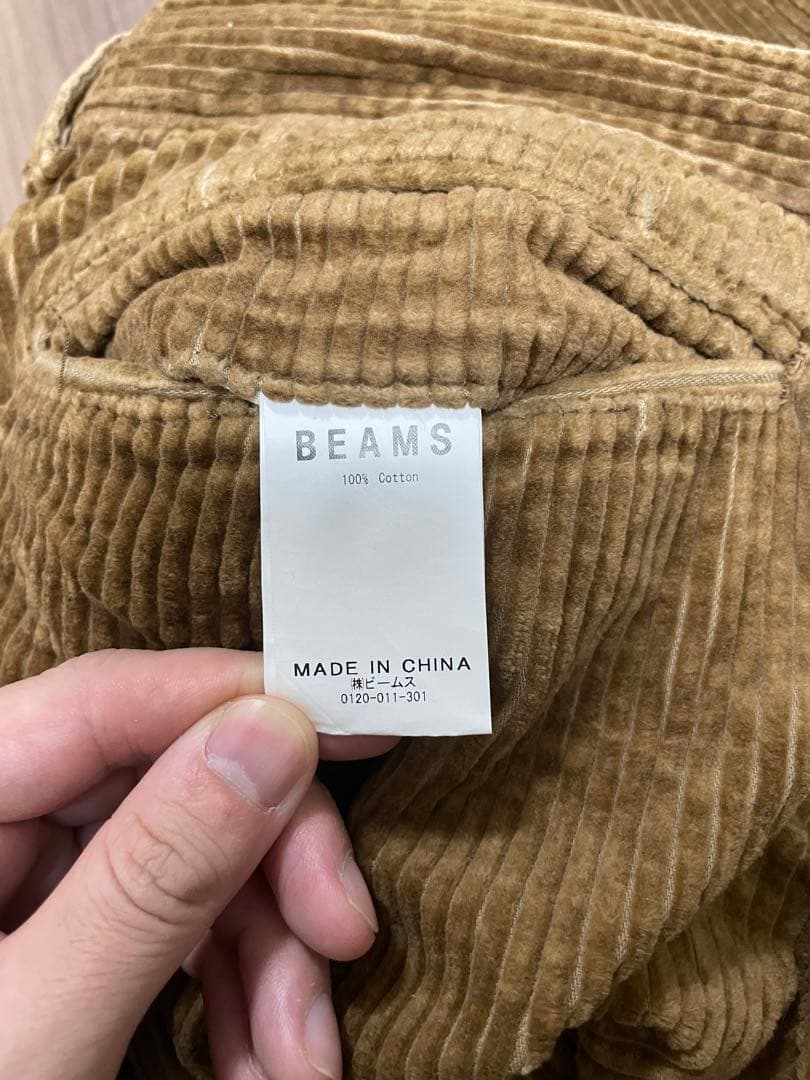 BEAMS
100% Cotton
MADE IN CHINA
㈱ビームス
0120-011-301